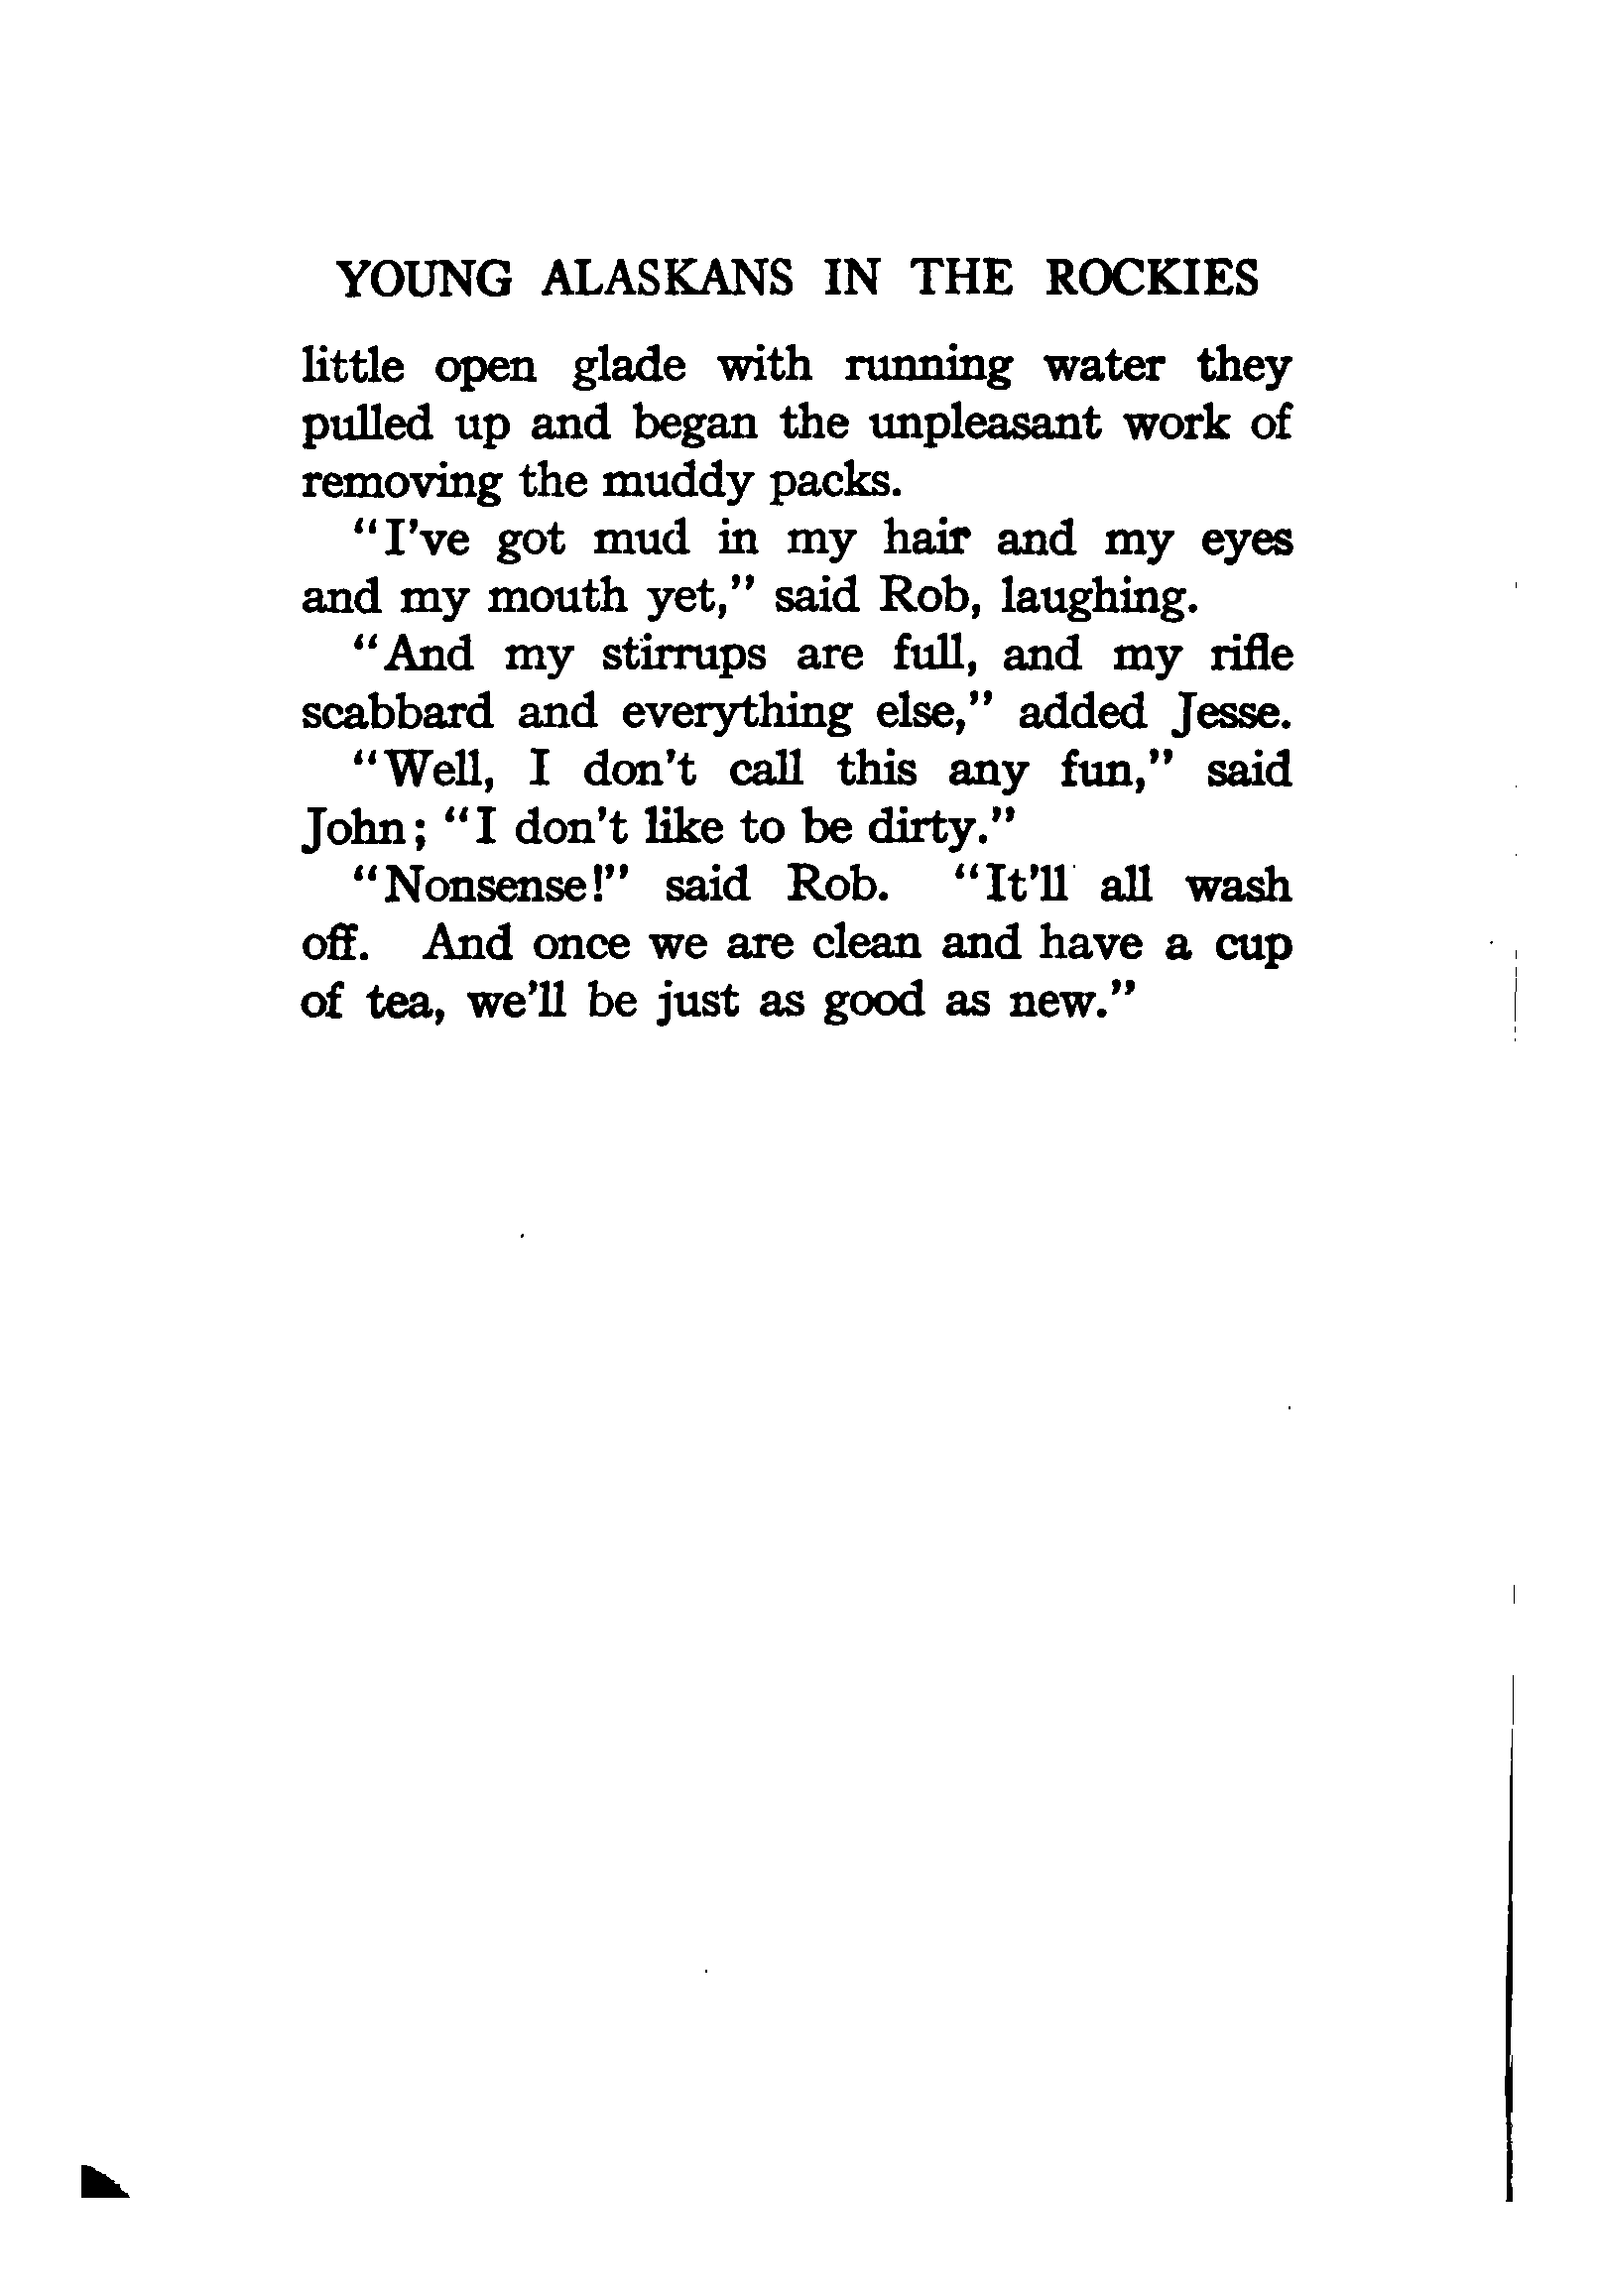 YOUNG ALASKANS IN THE ROCKIES
little open glade with running water they
pulled up and began the unpleasant work of
removing the muddy packs.
"I've got mud in my hair and my eyes
and my mouth yet," said Rob, laughing.
"And my stirrups are full, and my rifle
scabbard and everything else," added Jesse.
"Well, I don't call this any fun," said
John; "I don't like to be dirty."
"Nonsense!" said Rob. "It'll all wash
off. And once we are clean and have a cup
of tea, we'll be just as good as new."